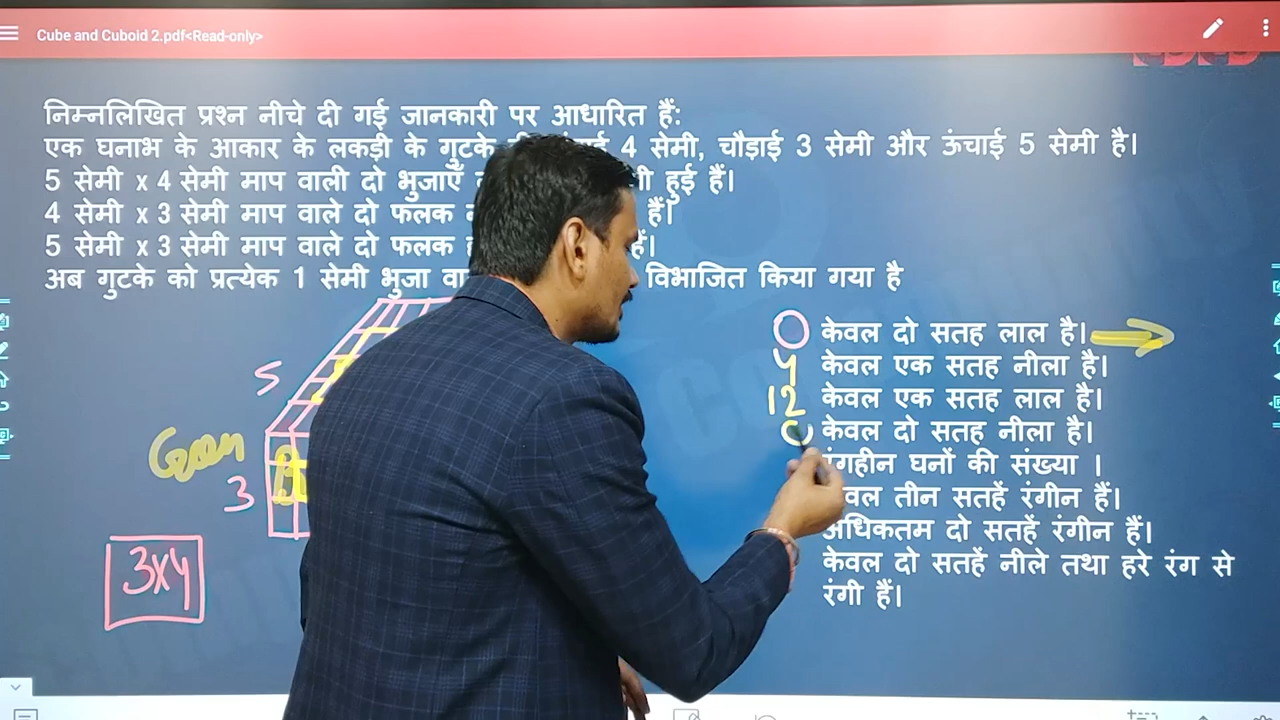 Cube and Cuboid 2.pdf<Read-only>
निम्नलिखित प्रश्न नीचे दी गई जानकारी पर आधारित हैं:
एक घनाभ के आकार के लकड़ी के गुटके 4 सेमी, चौड़ाई 3 सेमी और ऊंचाई 5 सेमी है।
5 सेमी x 4 सेमी माप वाली दो भुजाएँ हुई हैं।
4 सेमी x 3 सेमी माप वाले दो फलक हैं।
5 सेमी x 3 सेमी माप वाले दो फलक हैं।
अब गुटके को प्रत्येक 1 सेमी भुजा विभाजित किया गया है
0 केवल दो सतह लाल है।
4 केवल एक सतह नीला है।
5
12 केवल एक सतह लाल है।
केवल दो सतह नीला है।
Green
घनों की संख्या ।
3
तीन सतहें रंगीन हैं।
अधिकतम दो सतहें रंगीन हैं।
3x4
केवल दो सतहें नीले तथा हरे रंग से
रंगी हैं।